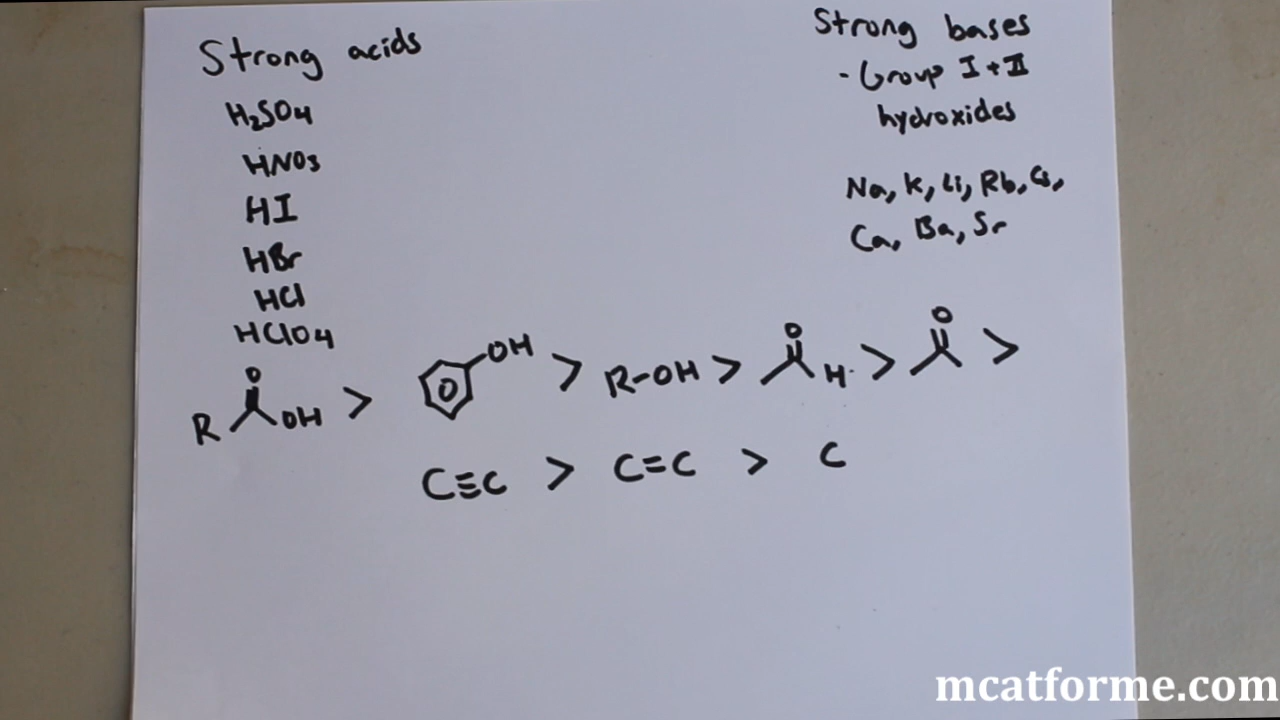 Strong acids
H₂SO₄
HNO₃
HI
HBr
HCl
HClO₄
Strong bases
- Group I + II
hydroxides
Na, K, Li, Rb, Cs,
Ca, Ba, Sr
R O OH > OH > R-OH > O H > O >
C≡C > C=C > C
mcatforme.com